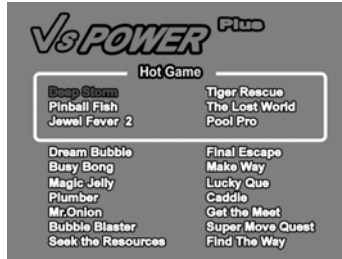 VS POWER Plus
Hot Game
Deep Storm Tiger Rescue
Pinball Fish The Lost World
Jewel Fever 2 Pool Pro
Dream Bubble Final Escape
Busy Bong Make Way
Magic Jelly Lucky Que
Plumber Caddie
Mr.Onion Get the Meet
Bubble Blaster Super Move Quest
Seek the Resources Find The Way